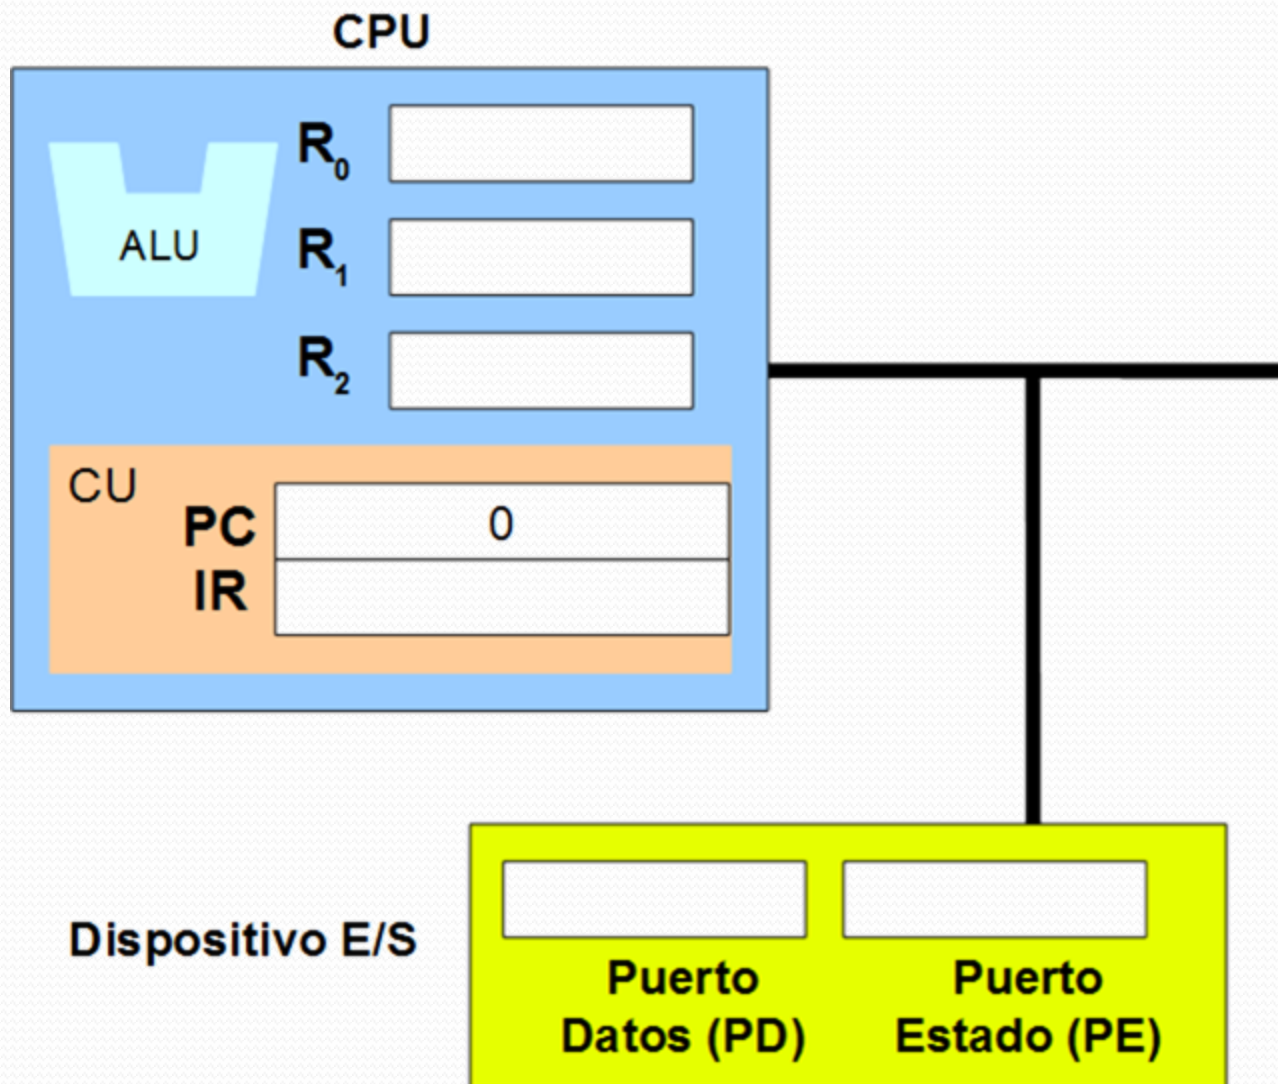 CPU
R0
ALU
R1
R2
CU
PC 0
IR
Dispositivo E/S
Puerto
Datos (PD)
Puerto
Estado (PE)